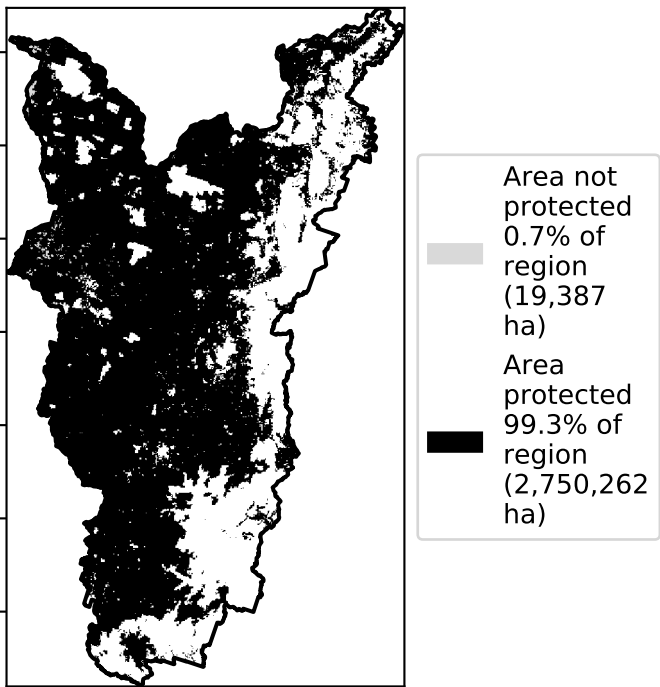 Area not
protected
0.7% of
region
(19,387
ha)
Area
protected
99.3% of
region
(2,750,262
ha)